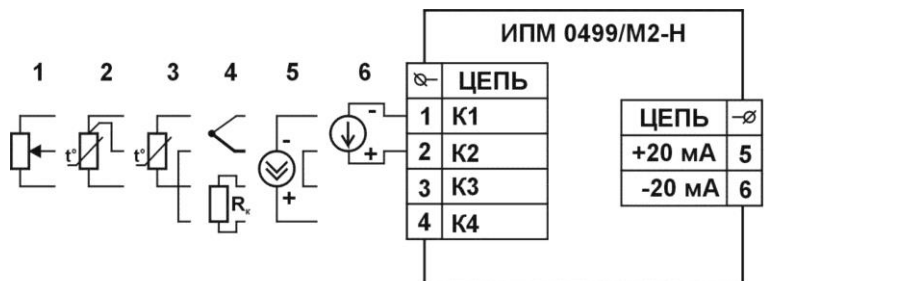 ИПМ 0499/М2-Н
1 2 3 4 5 6
ЦЕПЬ
1 К1
2 К2
3 К3
4 К4
ЦЕПЬ
+20 мА 5
-20 мА 6
t° t° Rк
- +
- +